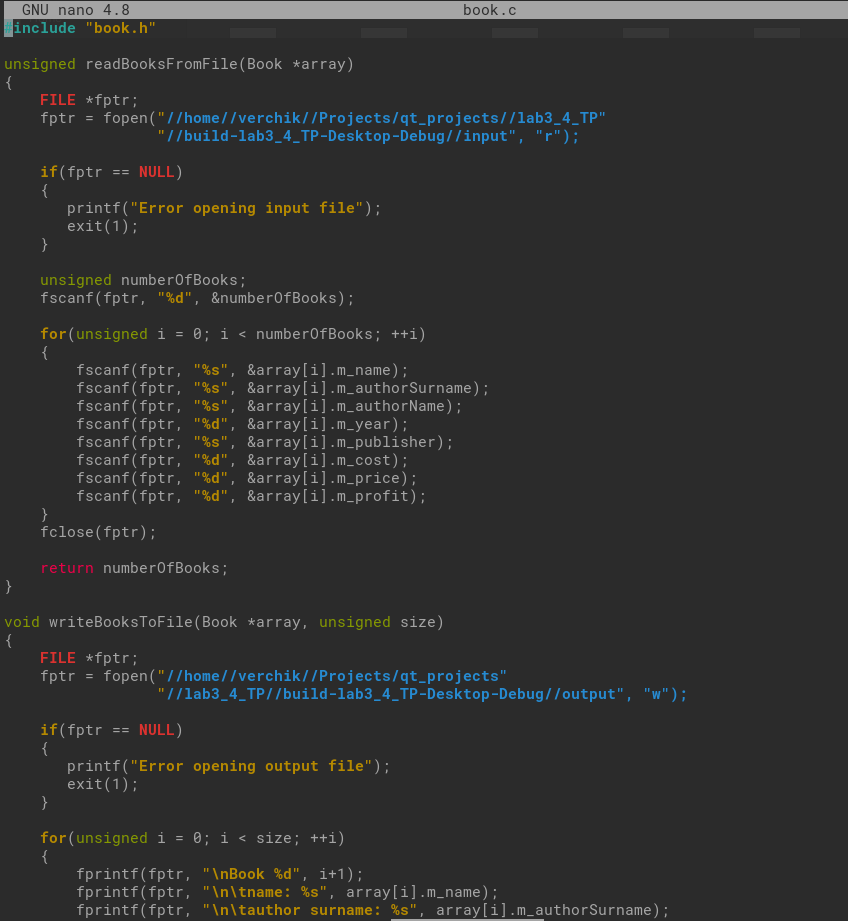 GNU nano 4.8 book.c
#include "book.h"

unsigned readBooksFromFile(Book *array)
{
    FILE *fptr;
    fptr = fopen("//home//verchik//Projects/qt_projects//lab3_4_TP"
                 "//build-lab3_4_TP-Desktop-Debug//input", "r");

    if(fptr == NULL)
    {
       printf("Error opening input file");
       exit(1);
    }

    unsigned numberOfBooks;
    fscanf(fptr, "%d", &numberOfBooks);

    for(unsigned i = 0; i < numberOfBooks; ++i)
    {
        fscanf(fptr, "%s", &array[i].m_name);
        fscanf(fptr, "%s", &array[i].m_authorSurname);
        fscanf(fptr, "%s", &array[i].m_authorName);
        fscanf(fptr, "%d", &array[i].m_year);
        fscanf(fptr, "%s", &array[i].m_publisher);
        fscanf(fptr, "%d", &array[i].m_cost);
        fscanf(fptr, "%d", &array[i].m_price);
        fscanf(fptr, "%d", &array[i].m_profit);
    }
    fclose(fptr);

    return numberOfBooks;
}

void writeBooksToFile(Book *array, unsigned size)
{
    FILE *fptr;
    fptr = fopen("//home//verchik//Projects/qt_projects"
                 "//lab3_4_TP//build-lab3_4_TP-Desktop-Debug//output", "w");

    if(fptr == NULL)
    {
       printf("Error opening output file");
       exit(1);
    }

    for(unsigned i = 0; i < size; ++i)
    {
        fprintf(fptr, "\nBook %d", i+1);
        fprintf(fptr, "\n\tname: %s", array[i].m_name);
        fprintf(fptr, "\n\tauthor surname: %s", array[i].m_authorSurname);